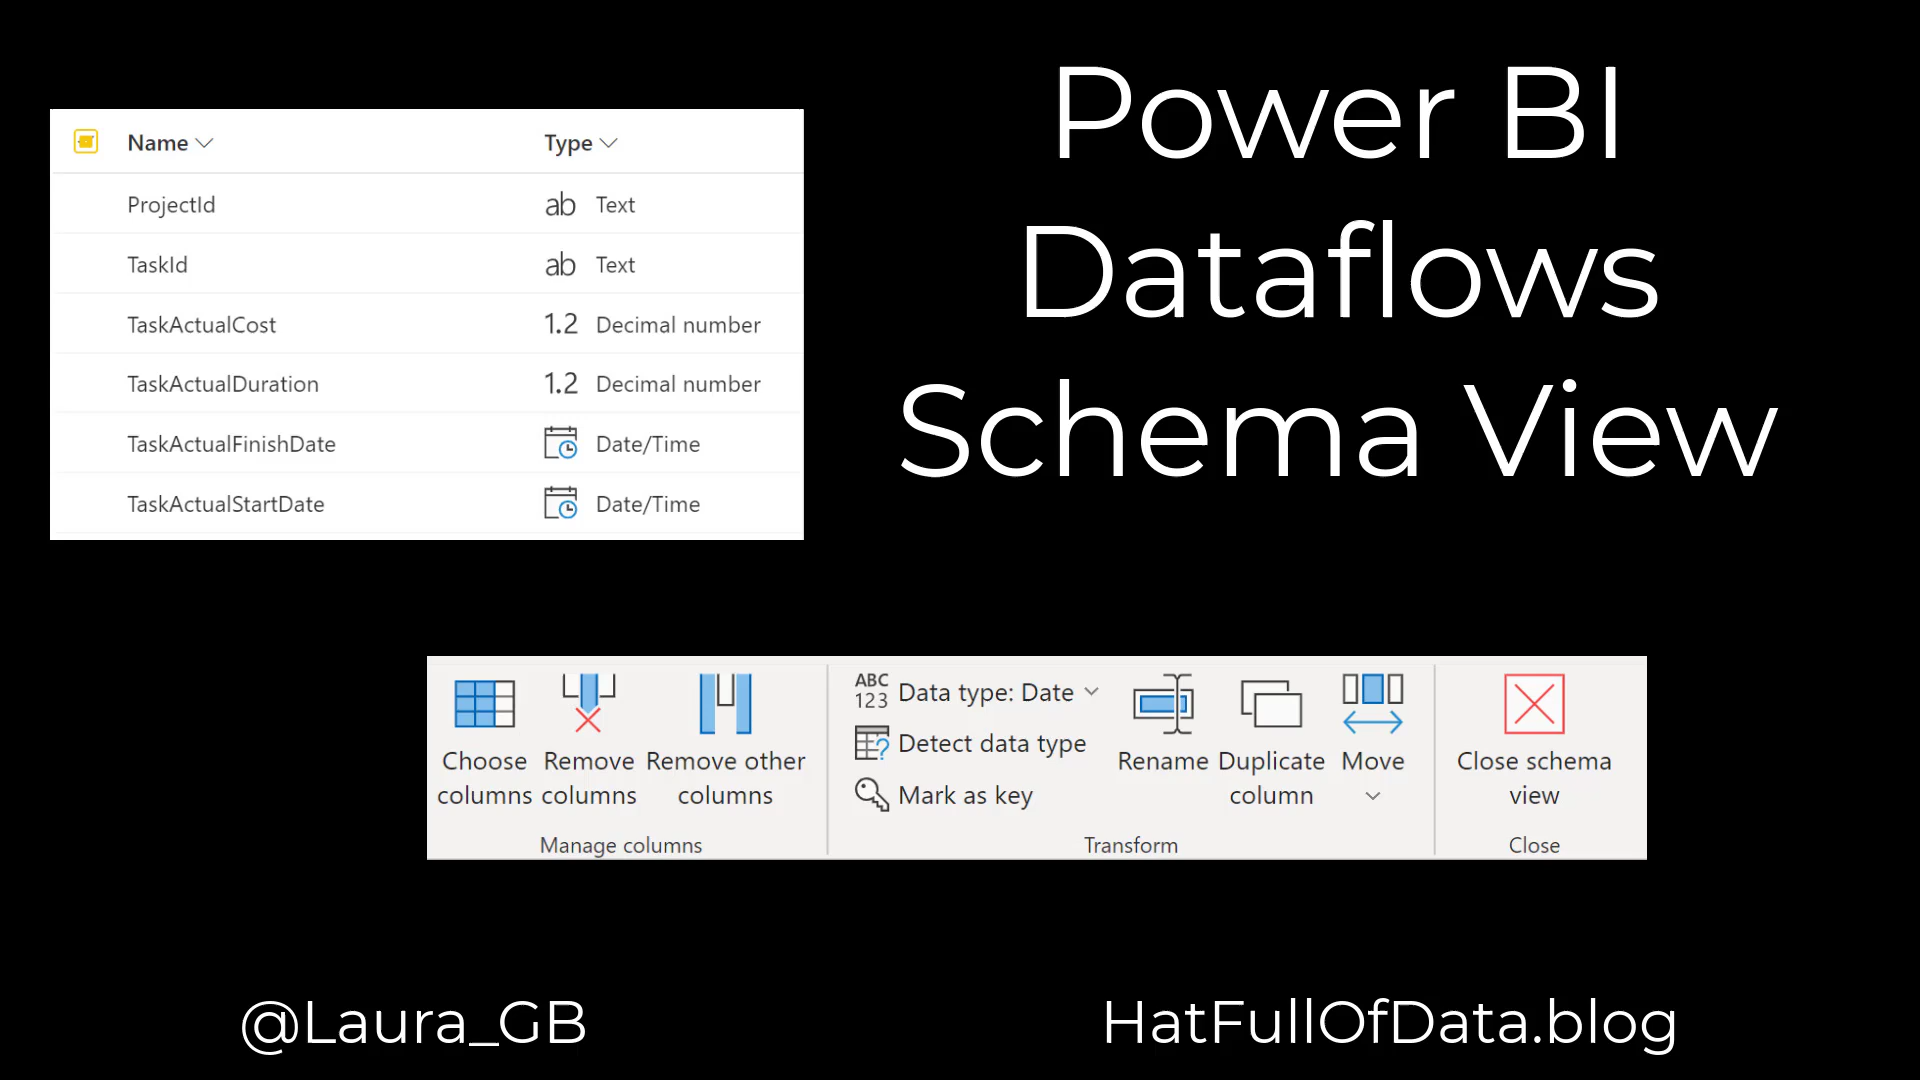 Power BI
Dataflows
Schema View
Name Type
ProjectId ab Text
TaskId ab Text
TaskActualCost 1.2 Decimal number
TaskActualDuration 1.2 Decimal number
TaskActualFinishDate Date/Time
TaskActualStartDate Date/Time
Choose columns
Remove columns
Remove other columns
Manage columns
ABC 123 Data type: Date
Detect data type
Mark as key
Rename
Duplicate column
Move
Transform
Close schema view
Close
@Laura_GB
HatFullOfData.blog